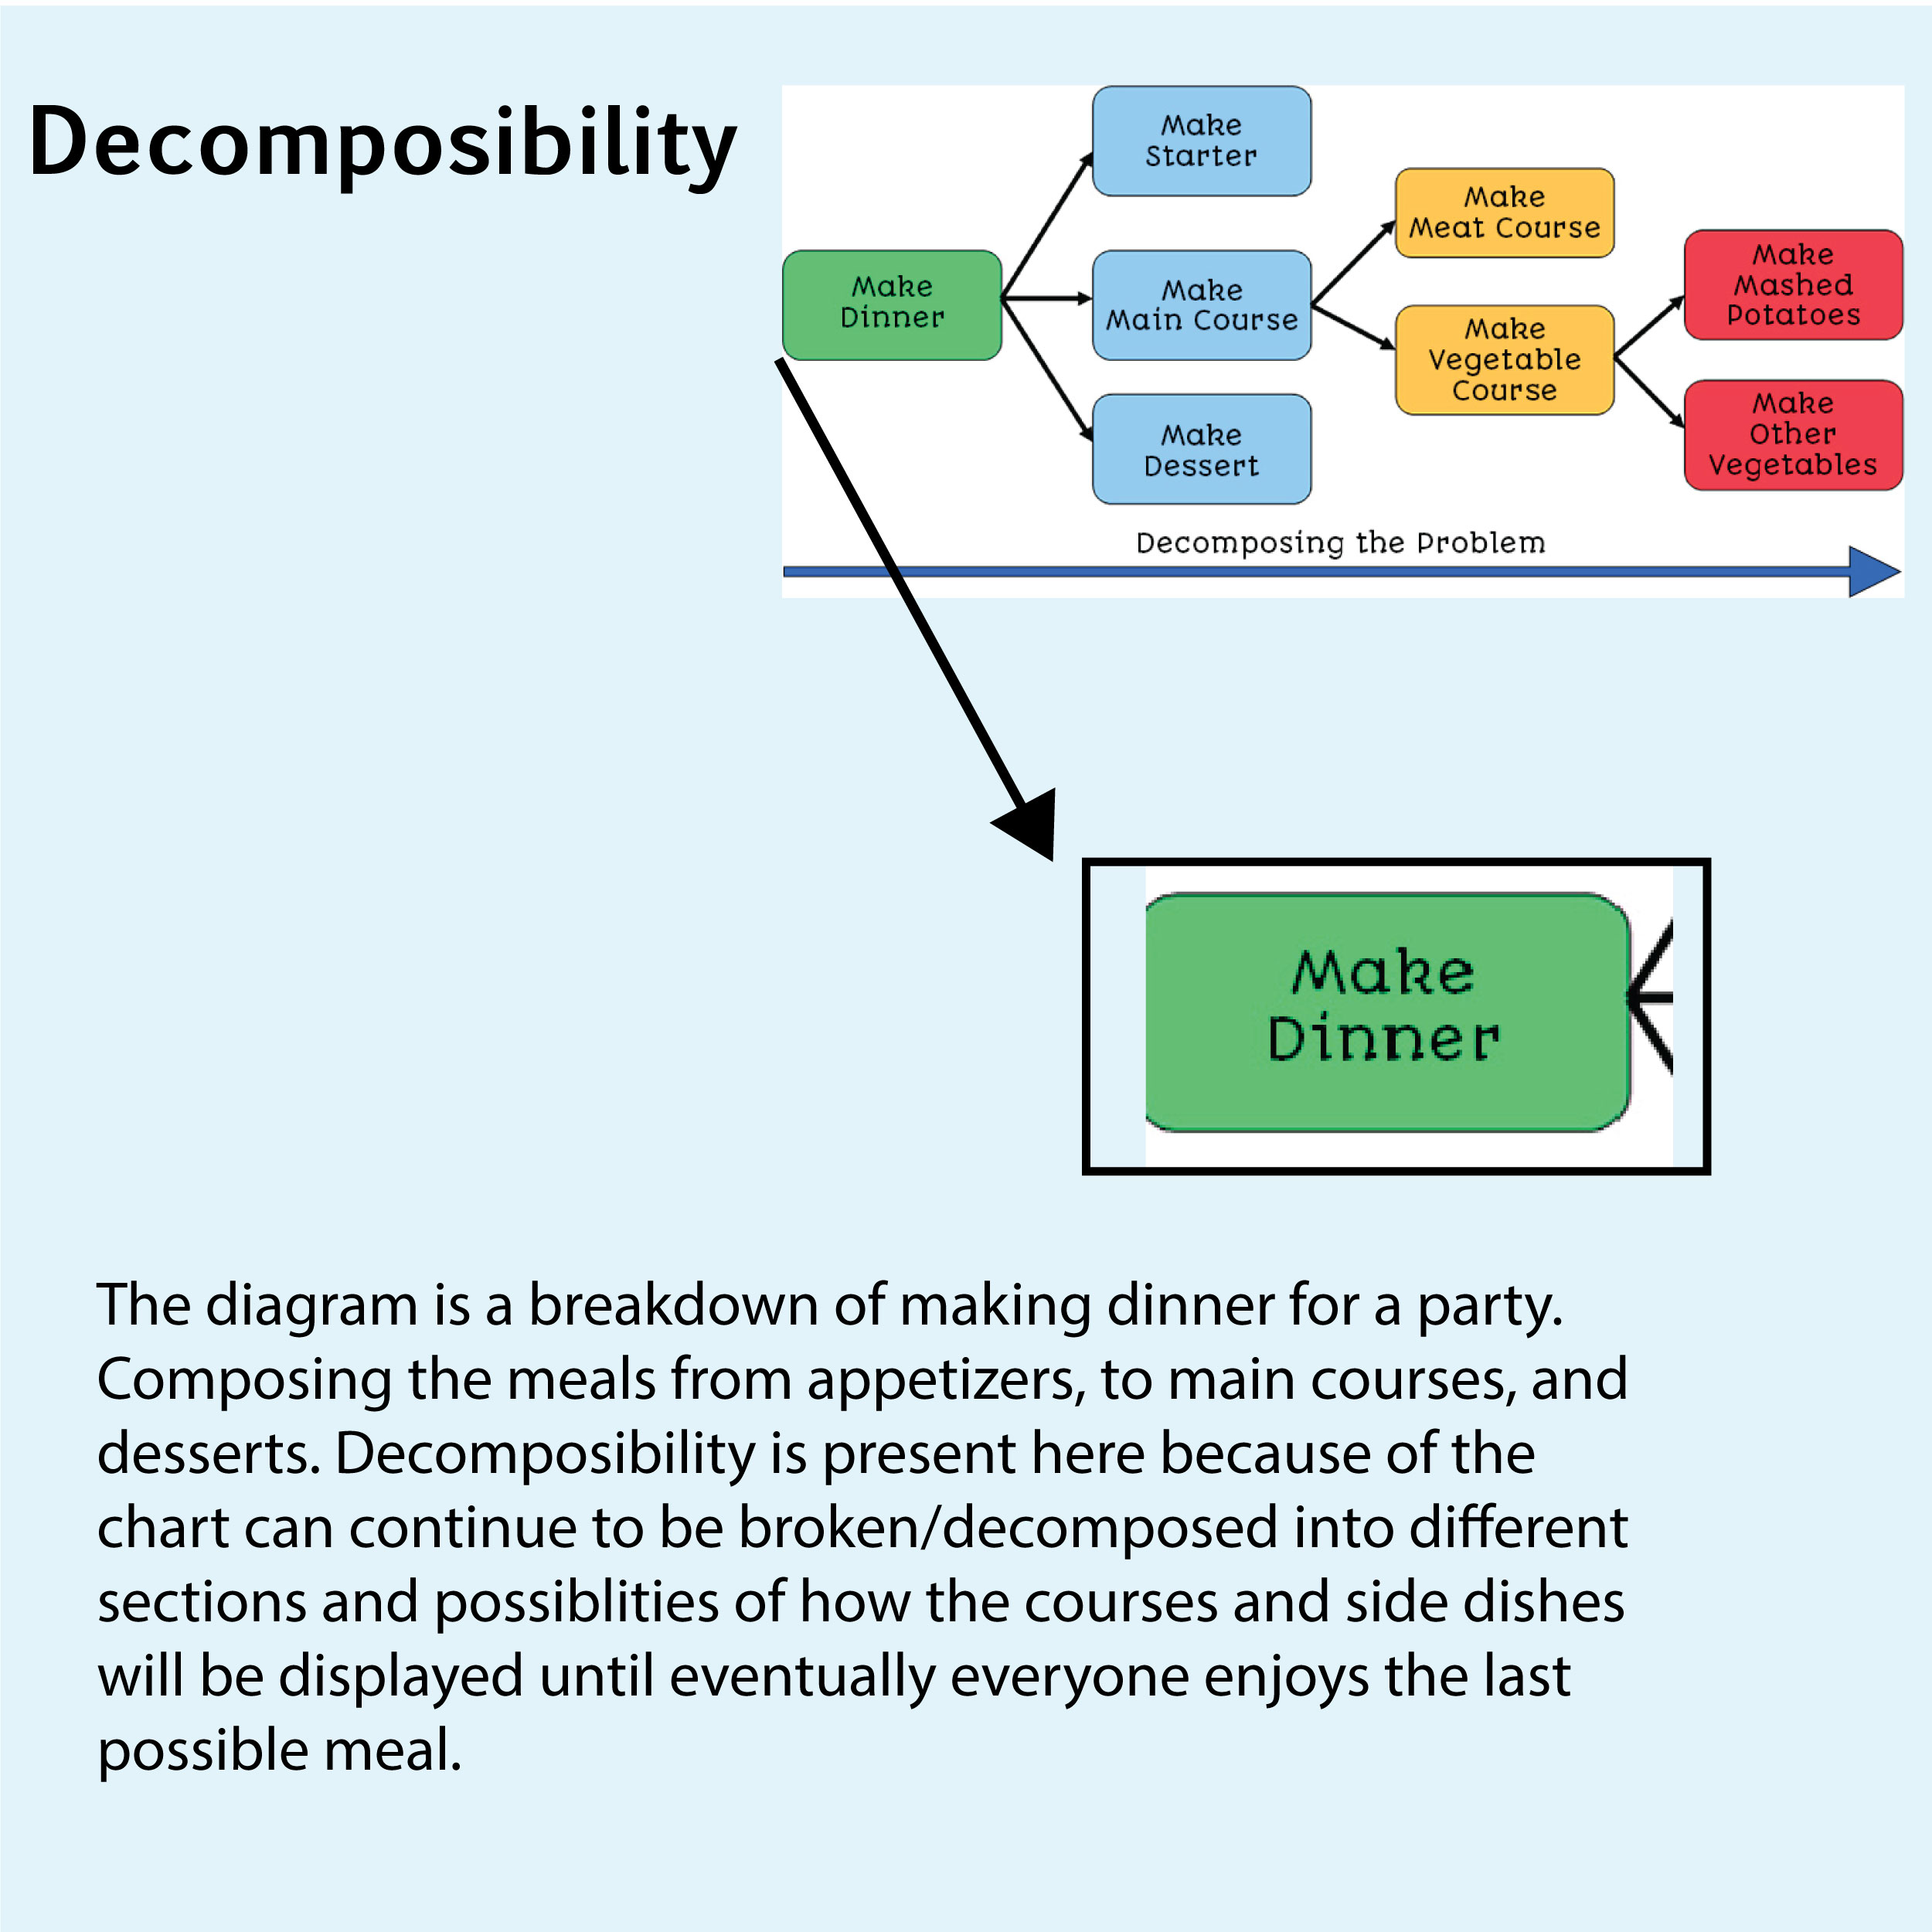 Decomposibility
Make
Starter
Make
Meat Course
Make
Mashed
Potatoes
Make
Dinner
Make
Main Course
Make
Vegetable
Course
Make
Other
Vegetables
Make
Dessert
Decomposing the Problem
Make
Dinner
The diagram is a breakdown of making dinner for a party.
Composing the meals from appetizers, to main courses, and
desserts. Decomposibility is present here because of the
chart can continue to be broken/decomposed into different
sections and possiblities of how the courses and side dishes
will be displayed until eventually everyone enjoys the last
possible meal.